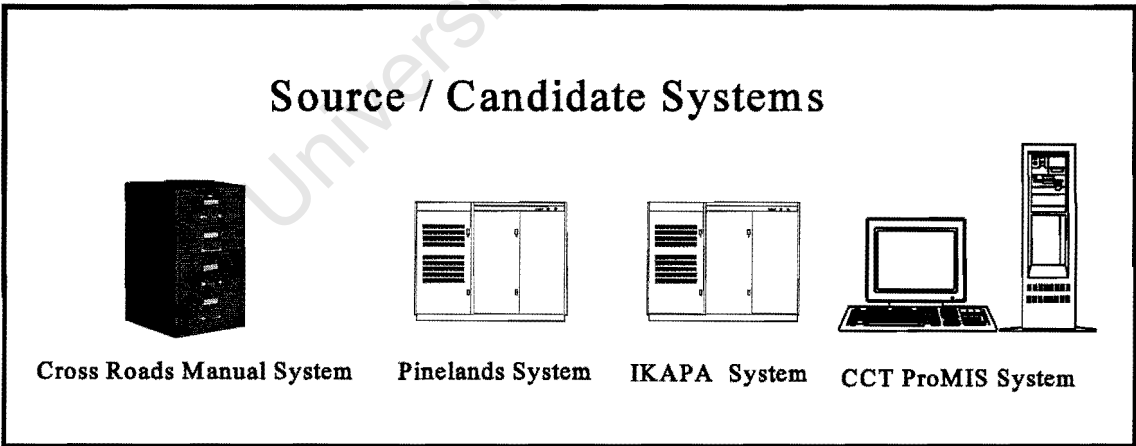 Source / Candidate Systems
Cross Roads Manual System
Pinelands System
IKAPA System
CCT ProMIS System